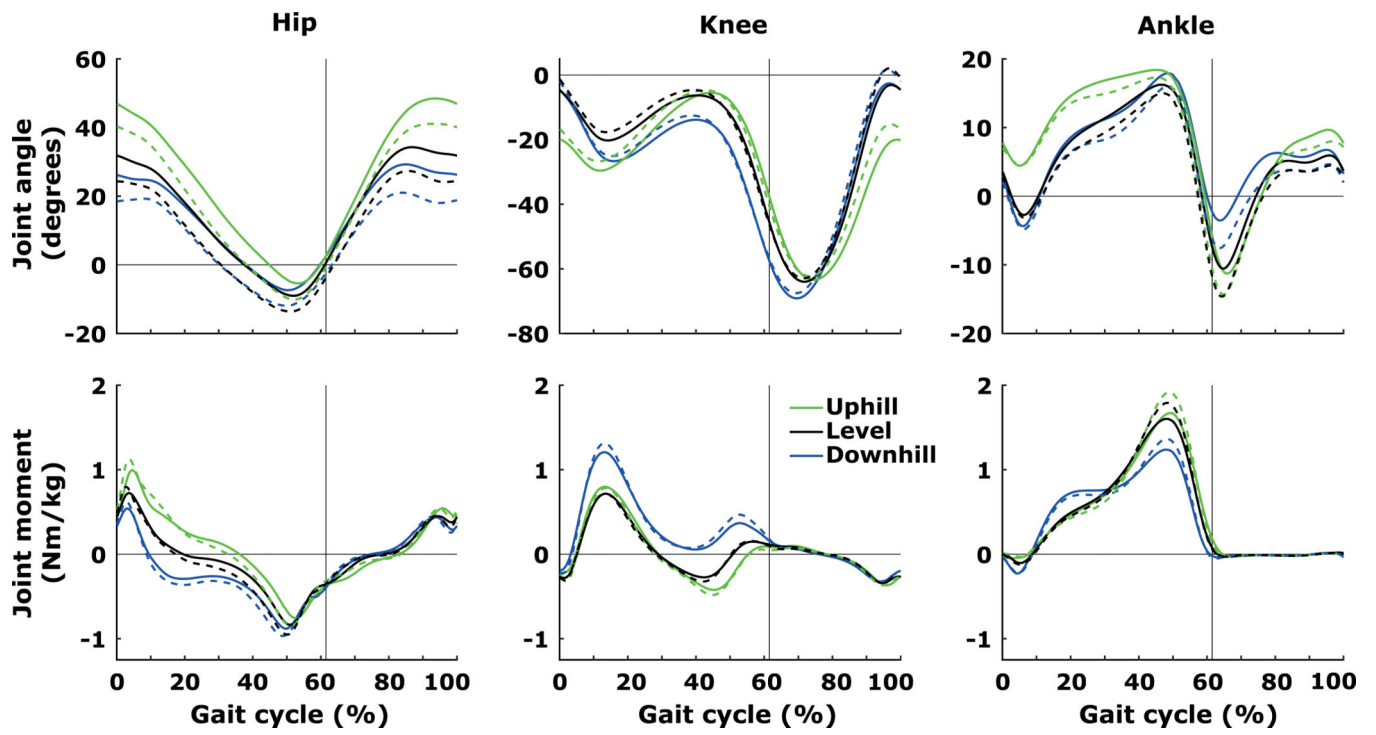 Hip
Knee
Ankle
Joint angle
(degrees)
60
40
20
0
-20
0
-20
-40
-60
-80
20
10
0
-10
-20
Joint moment
(Nm/kg)
2
1
0
-1
2
1
0
-1
2
1
0
-1
Uphill
Level
Downhill
0 20 40 60 80 100
0 20 40 60 80 100
0 20 40 60 80 100
Gait cycle (%)
Gait cycle (%)
Gait cycle (%)